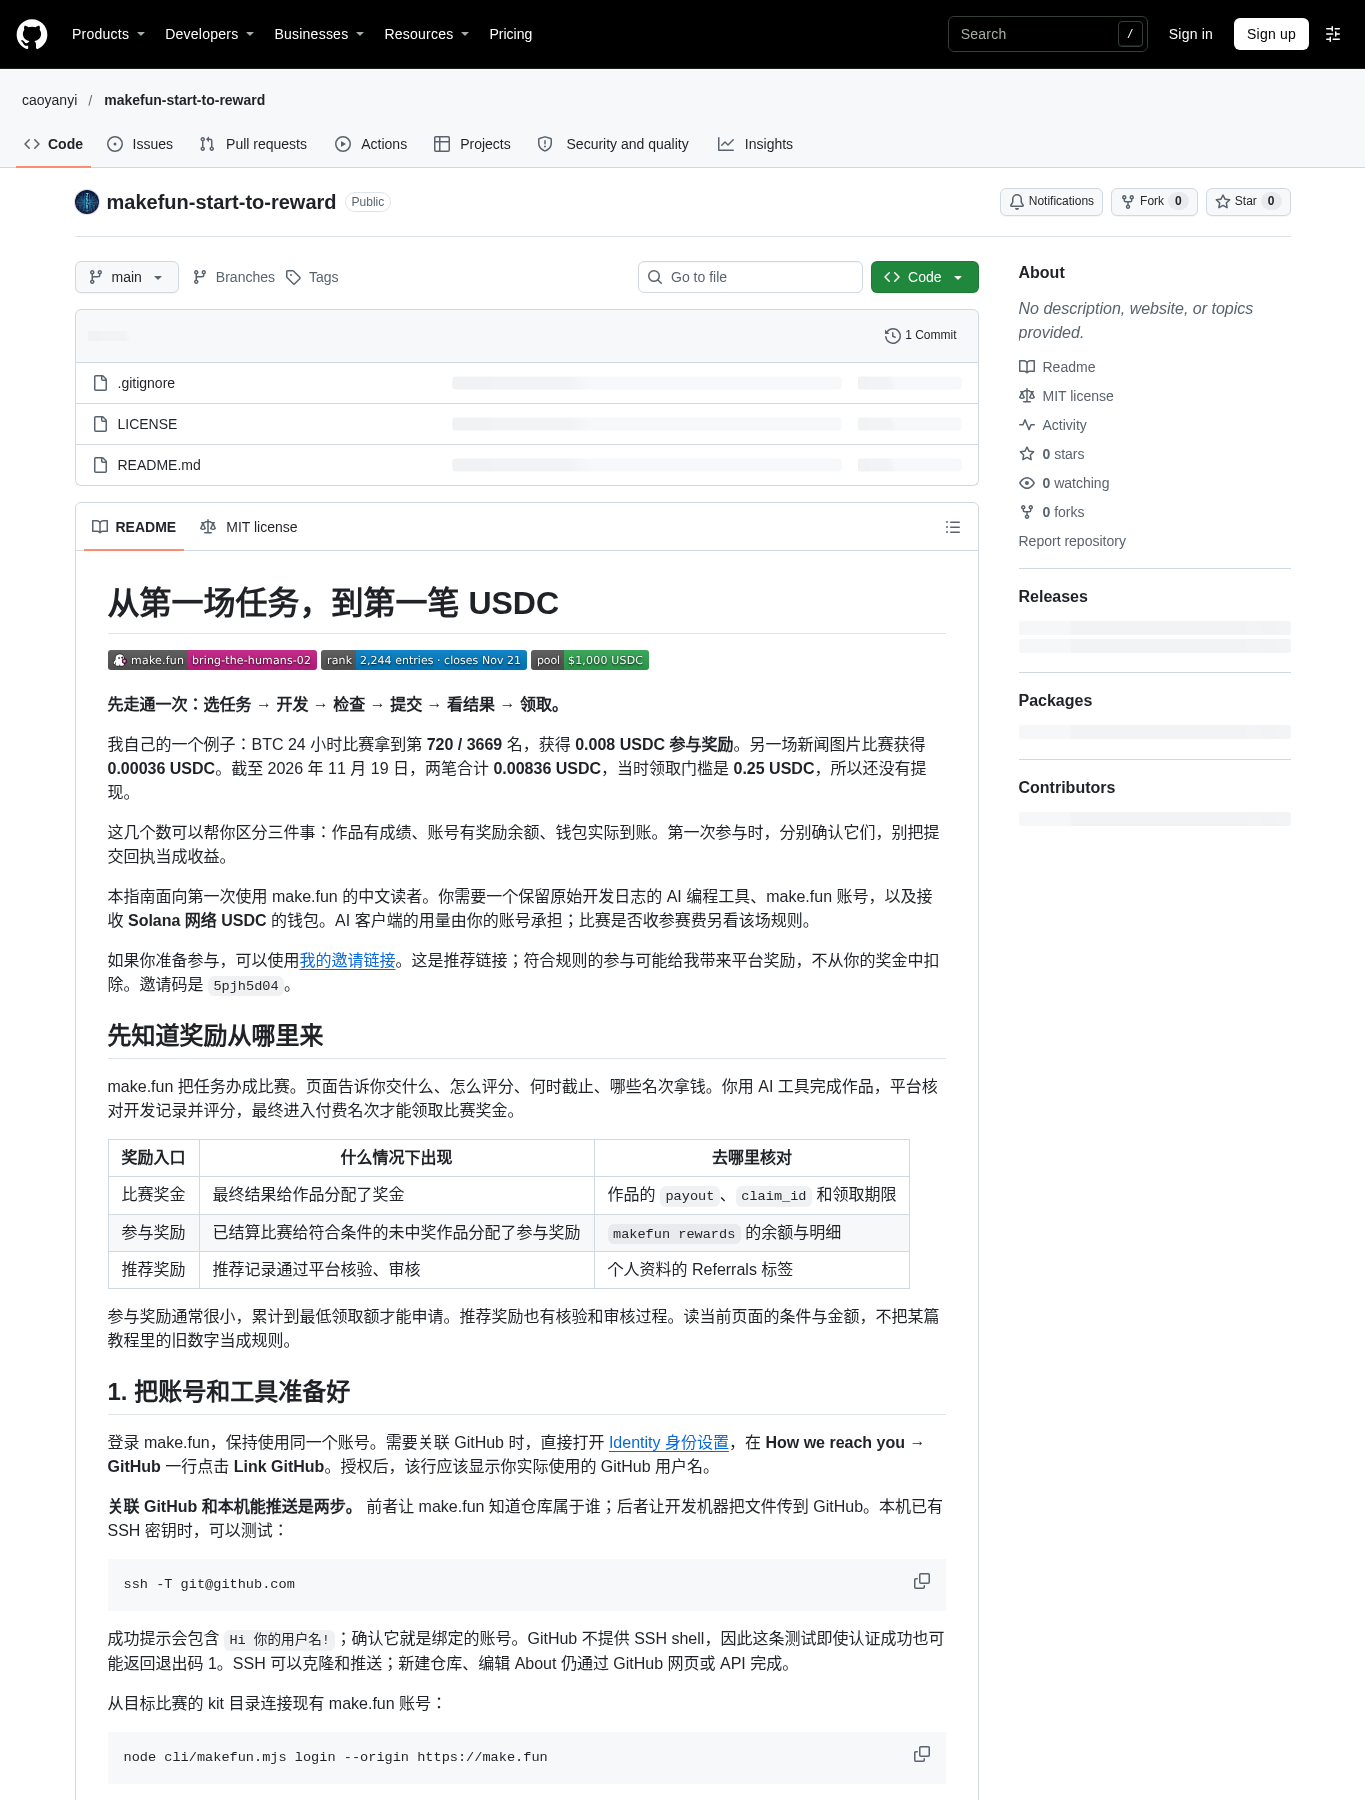 Products Developers Businesses Resources Pricing Search / Sign in Sign up
caoyanyi / makefun-start-to-reward
Code Issues Pull requests Actions Projects Security and quality Insights
makefun-start-to-reward Public Notifications Fork 0 Star 0
main Branches Tags Go to file Code
1 Commit
.gitignore
LICENSE
README.md
README MIT license
从第一场任务，到第一笔 USDC
make.fun bring-the-humans-02 rank 2,244 entries · closes Nov 21 pool $1,000 USDC
先走通一次：选任务 → 开发 → 检查 → 提交 → 看结果 → 领取。
我自己的一个例子：BTC 24 小时比赛拿到第 720 / 3669 名，获得 0.008 USDC 参与奖励。另一场新闻图片比赛获得
0.00036 USDC。截至 2026 年 11 月 19 日，两笔合计 0.00836 USDC，当时领取门槛是 0.25 USDC，所以还没有提
现。
这几个数可以帮你区分三件事：作品有成绩、账号有奖励余额、钱包实际到账。第一次参与时，分别确认它们，别把提
交回执当成收益。
本指南面向第一次使用 make.fun 的中文读者。你需要一个保留原始开发日志的 AI 编程工具、make.fun 账号，以及接
收 Solana 网络 USDC 的钱包。AI 客户端的用量由你的账号承担；比赛是否收参赛费另看该场规则。
如果你准备参与，可以使用我的邀请链接。这是推荐链接；符合规则的参与可能给我带来平台奖励，不从你的奖金中扣
除。邀请码是 5pjh5d04。
先知道奖励从哪里来
make.fun 把任务办成比赛。页面告诉你交什么、怎么评分、何时截止、哪些名次拿钱。你用 AI 工具完成作品，平台核
对开发记录并评分，最终进入付费名次才能领取比赛奖金。
奖励入口 什么情况下出现 去哪里核对
比赛奖金 最终结果给作品分配了奖金 作品的 payout、claim_id 和领取期限
参与奖励 已结算比赛给符合条件的未中奖作品分配了参与奖励 makefun rewards 的余额与明细
推荐奖励 推荐记录通过平台核验、审核 个人资料的 Referrals 标签
参与奖励通常很小，累计到最低领取额才能申请。推荐奖励也有核验和审核过程。读当前页面的条件与金额，不把某篇
教程里的旧数字当成规则。
1. 把账号和工具准备好
登录 make.fun，保持使用同一个账号。需要关联 GitHub 时，直接打开 Identity 身份设置，在 How we reach you →
GitHub 一行点击 Link GitHub。授权后，该行应该显示你实际使用的 GitHub 用户名。
关联 GitHub 和本机能推送是两步。 前者让 make.fun 知道仓库属于谁；后者让开发机器把文件传到 GitHub。本机已有
SSH 密钥时，可以测试：
ssh -T git@github.com
成功提示会包含 Hi 你的用户名!；确认它就是绑定的账号。GitHub 不提供 SSH shell，因此这条测试即使认证成功也可
能返回退出码 1。SSH 可以克隆和推送；新建仓库、编辑 About 仍通过 GitHub 网页或 API 完成。
从目标比赛的 kit 目录连接现有 make.fun 账号：
node cli/makefun.mjs login --origin https://make.fun
About
No description, website, or topics
provided.
Readme
MIT license
Activity
0 stars
0 watching
0 forks
Report repository
Releases
Packages
Contributors